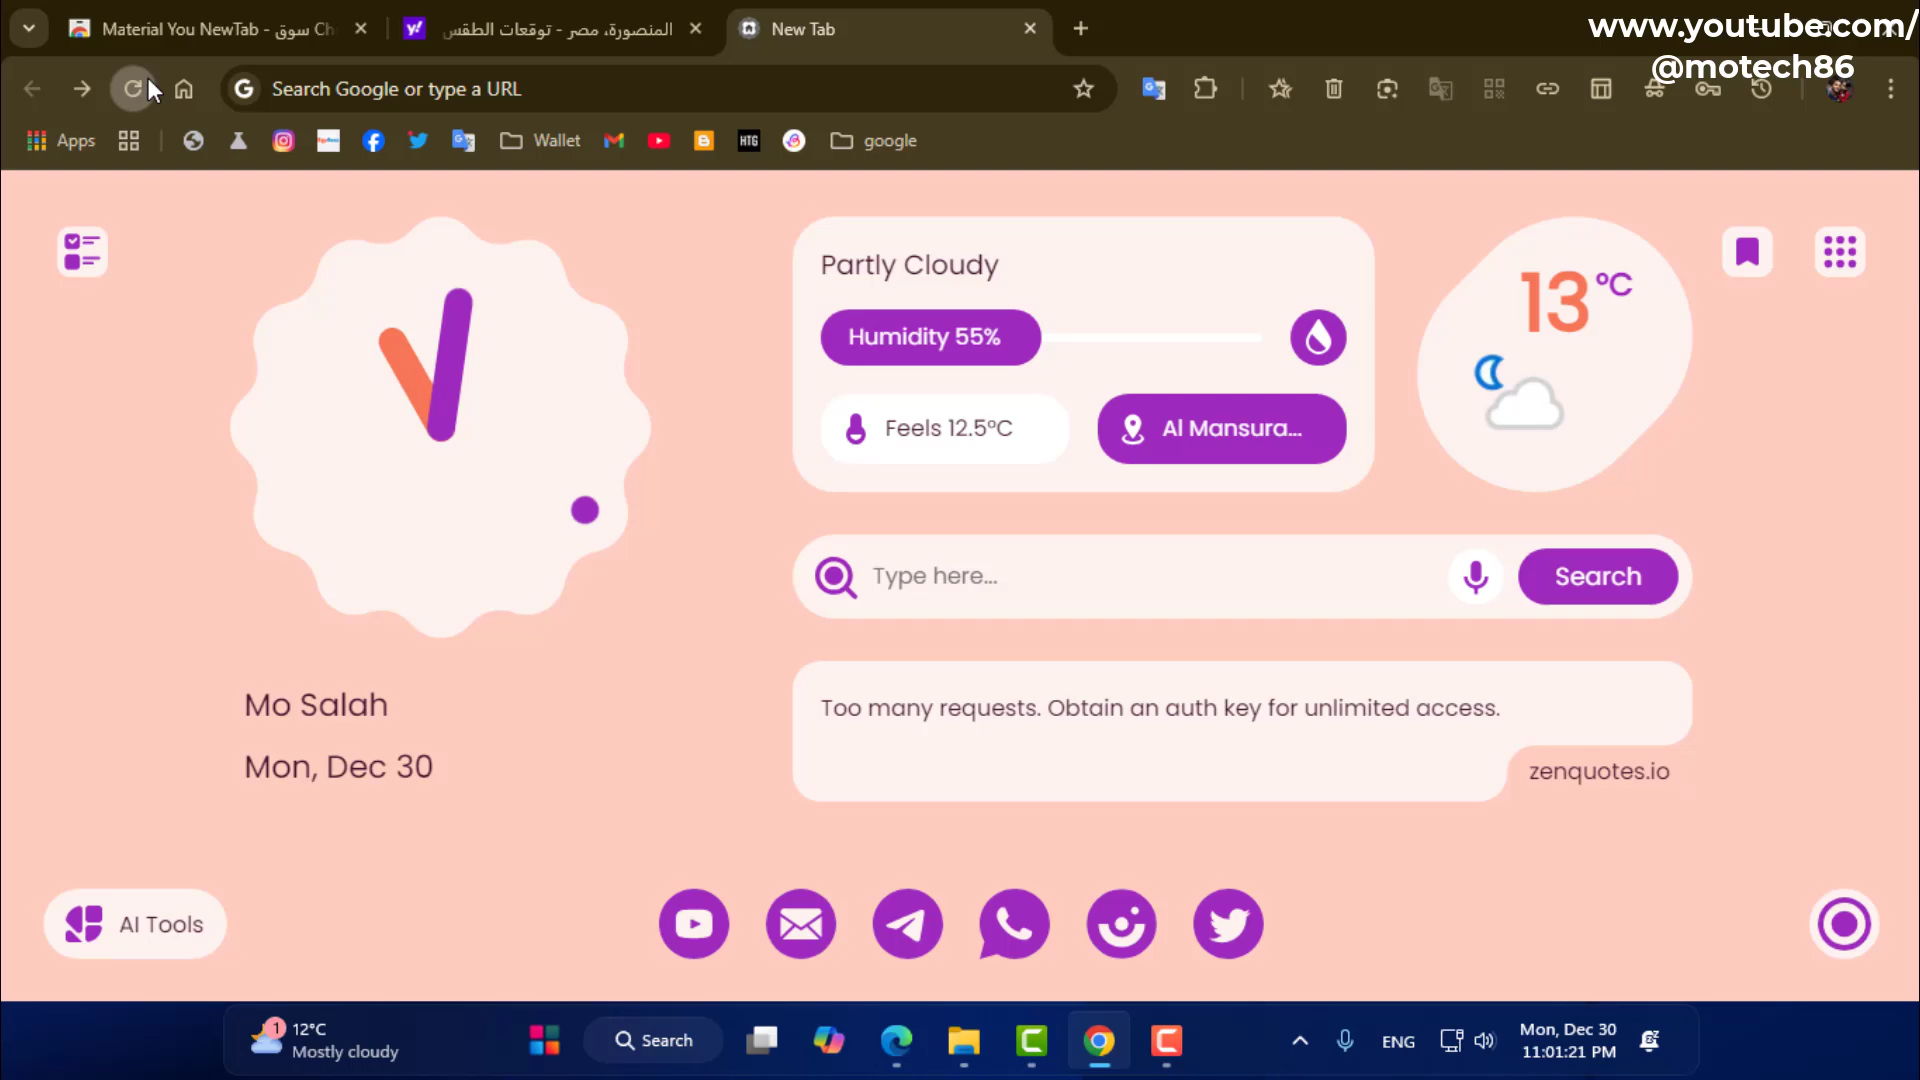 Material You NewTab - سوق Ch
المنصورة، مصر - توقعات الطقس
New Tab
www.youtube.com/
@motech86
Search Google or type a URL
Apps
Wallet
HTG
google
Partly Cloudy
Humidity 55%
Feels 12.5°C
Al Mansura...
13 °C
Type here...
Search
Mo Salah
Mon, Dec 30
Too many requests. Obtain an auth key for unlimited access.
zenquotes.io
AI Tools
1
12°C
Mostly cloudy
Search
ENG
Mon, Dec 30
11:01:21 PM